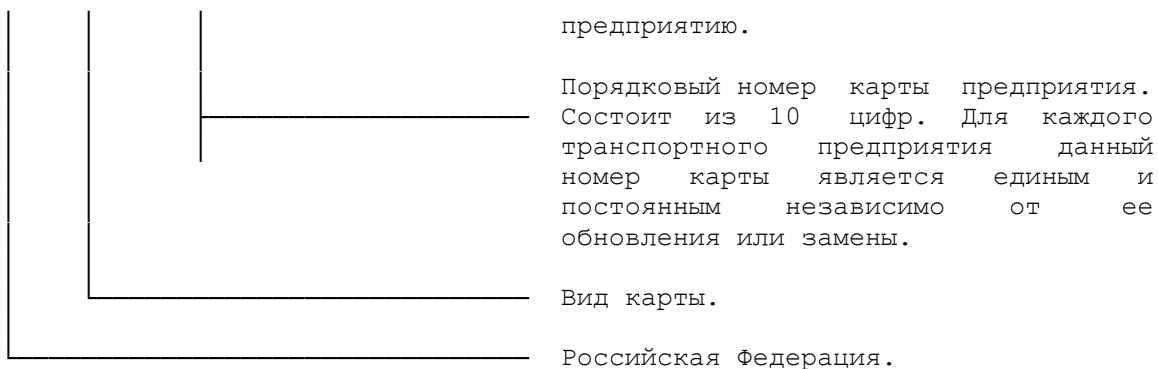 предприятию.
Порядковый номер карты предприятия.
Состоит из 10 цифр. Для каждого
транспортного предприятия данный
номер карты является единым и
постоянным независимо от ее
обновления или замены.
Вид карты.
Российская Федерация.